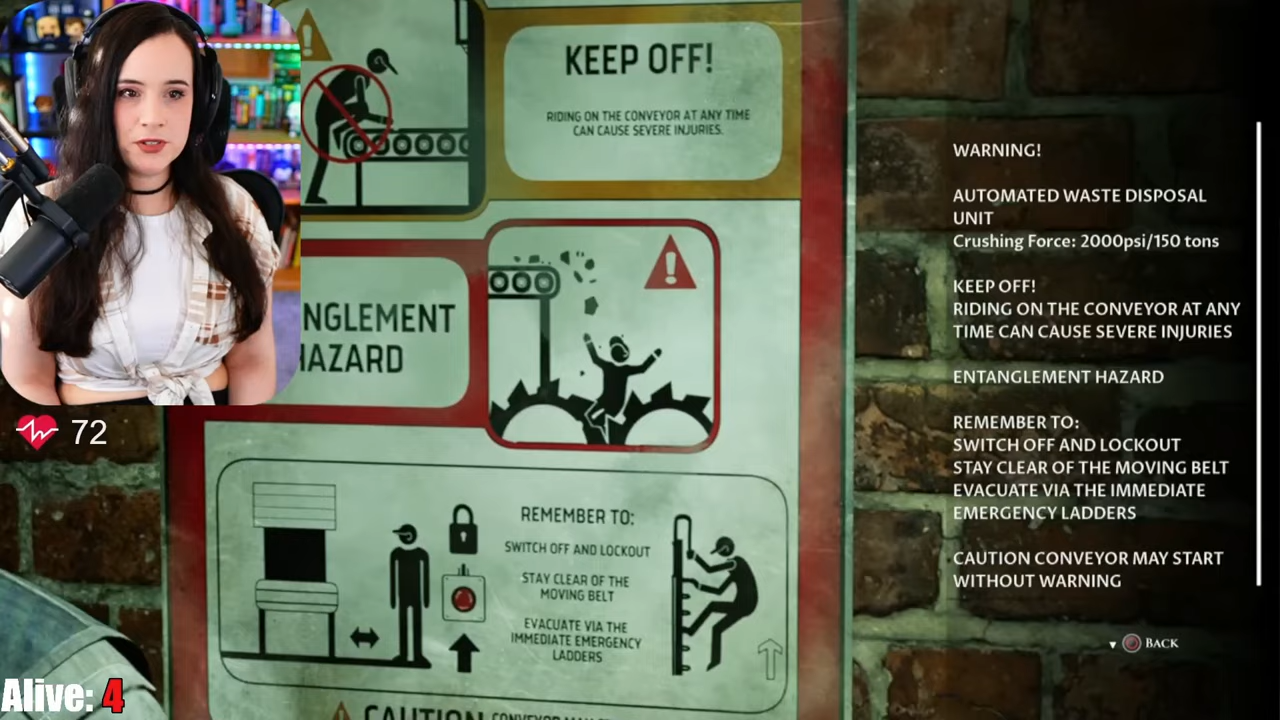 KEEP OFF!
RIDING ON THE CONVEYOR AT ANY TIME
CAN CAUSE SEVERE INJURIES.
NGLEMENT
HAZARD
REMEMBER TO:
SWITCH OFF AND LOCKOUT
STAY CLEAR OF THE
MOVING BELT
EVACUATE VIA THE
IMMEDIATE EMERGENCY
LADDERS
CAUTION CONVEYOR MAY
WARNING!
AUTOMATED WASTE DISPOSAL
UNIT
Crushing Force: 2000psi/150 tons
KEEP OFF!
RIDING ON THE CONVEYOR AT ANY
TIME CAN CAUSE SEVERE INJURIES
ENTANGLEMENT HAZARD
REMEMBER TO:
SWITCH OFF AND LOCKOUT
STAY CLEAR OF THE MOVING BELT
EVACUATE VIA THE IMMEDIATE
EMERGENCY LADDERS
CAUTION CONVEYOR MAY START
WITHOUT WARNING
BACK
72
Alive: 4